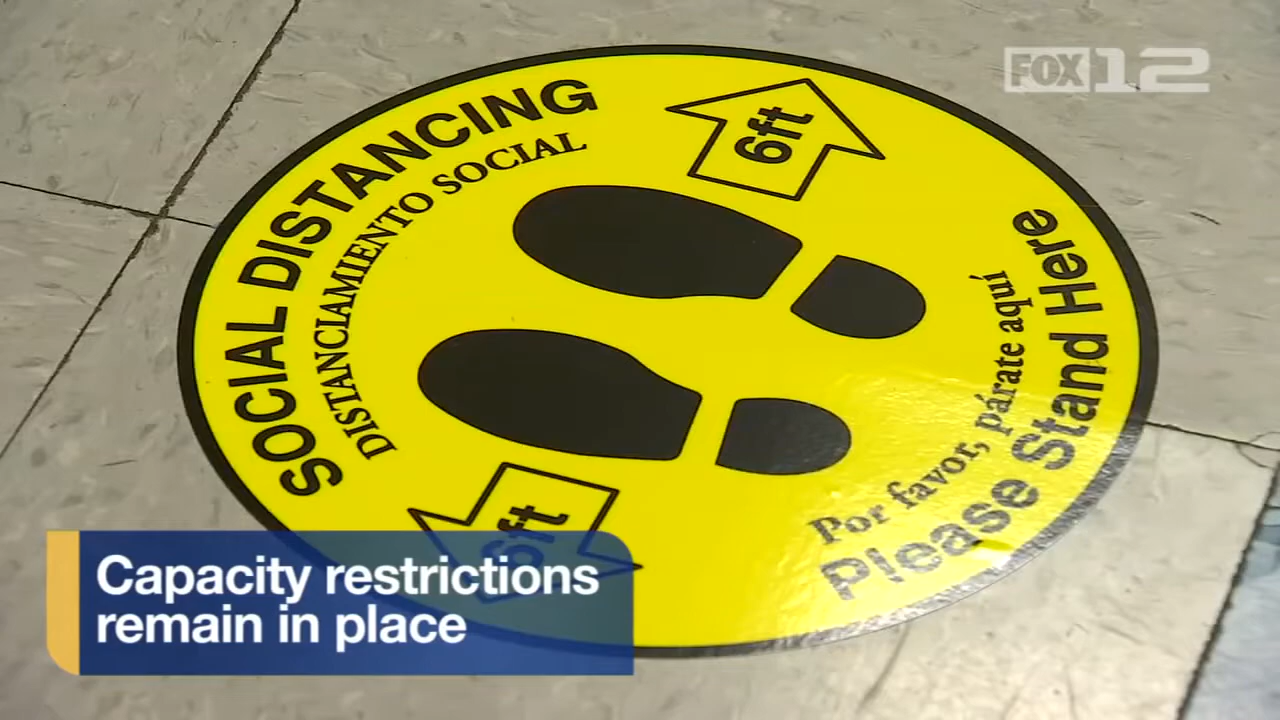 FOX 12
SOCIAL DISTANCING
DISTANCIAMIENTO SOCIAL
6ft
Por favor, párate aquí
Please Stand Here
6ft
Capacity restrictions
remain in place